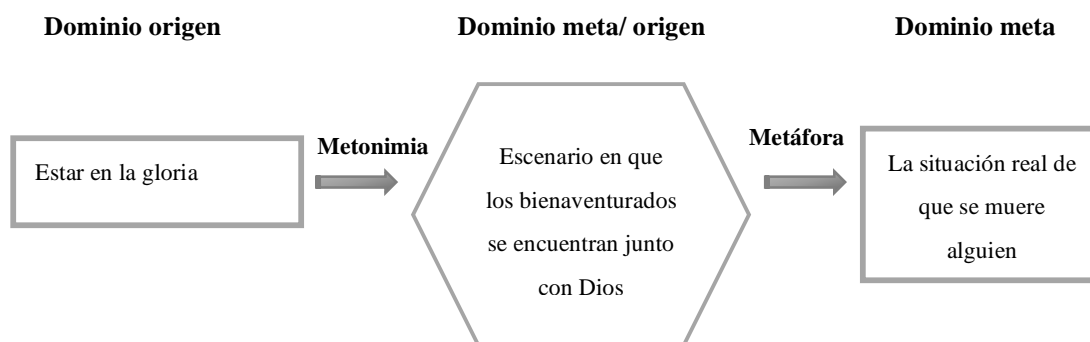 Dominio origen
Dominio meta/ origen
Dominio meta
Estar en la gloria
Metonimia
Escenario en que
los bienaventurados
se encuentran junto
con Dios
Metáfora
La situación real de
que se muere
alguien